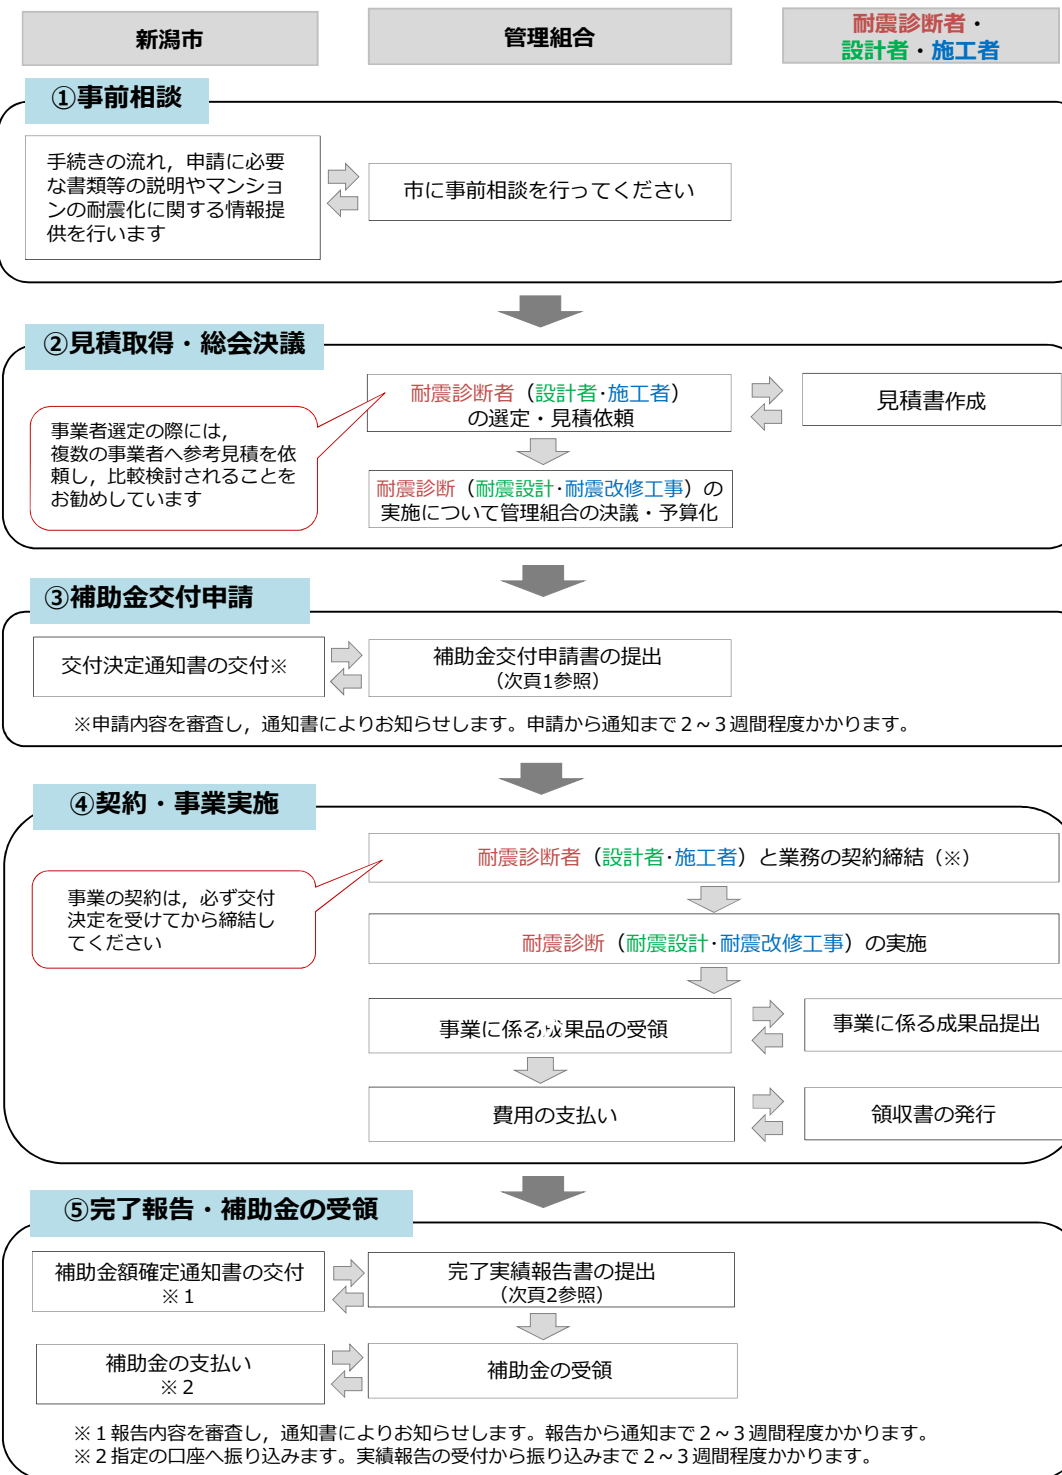 新潟市
管理組合
耐震診断者・
設計者・施工者
①事前相談
手続きの流れ，申請に必要
な書類等の説明やマンショ
ンの耐震化に関する情報提
供を行います
市に事前相談を行ってください
②見積取得・総会決議
耐震診断者（設計者･施工者）
の選定・見積依頼
見積書作成
事業者選定の際には，
複数の事業者へ参考見積を依
頼し，比較検討されることを
お勧めしています
耐震診断（耐震設計･耐震改修工事）の
実施について管理組合の決議・予算化
③補助金交付申請
交付決定通知書の交付※
補助金交付申請書の提出
（次頁1参照）
※申請内容を審査し，通知書によりお知らせします。申請から通知まで２～３週間程度かかります。
④契約・事業実施
耐震診断者（設計者･施工者）と業務の契約締結（※）
事業の契約は，必ず交付
決定を受けてから締結し
てください
耐震診断（耐震設計･耐震改修工事）の実施
事業に係る成果品の受領
事業に係る成果品提出
費用の支払い
領収書の発行
⑤完了報告・補助金の受領
補助金額確定通知書の交付
※１
完了実績報告書の提出
（次頁2参照）
補助金の支払い
※２
補助金の受領
※１報告内容を審査し，通知書によりお知らせします。報告から通知まで２～３週間程度かかります。
※２指定の口座へ振り込みます。実績報告の受付から振り込みまで２～３週間程度かかります。